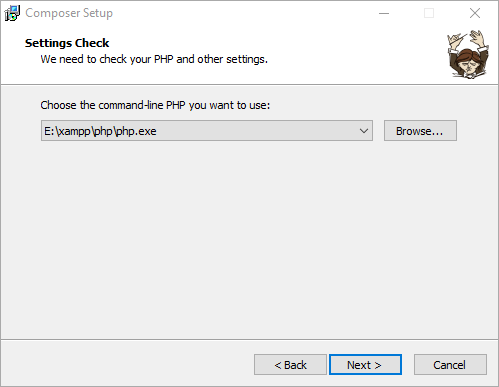 Composer Setup
Settings Check
We need to check your PHP and other settings.
Choose the command-line PHP you want to use:
E:\xampp\php\php.exe
Browse...
< Back
Next >
Cancel